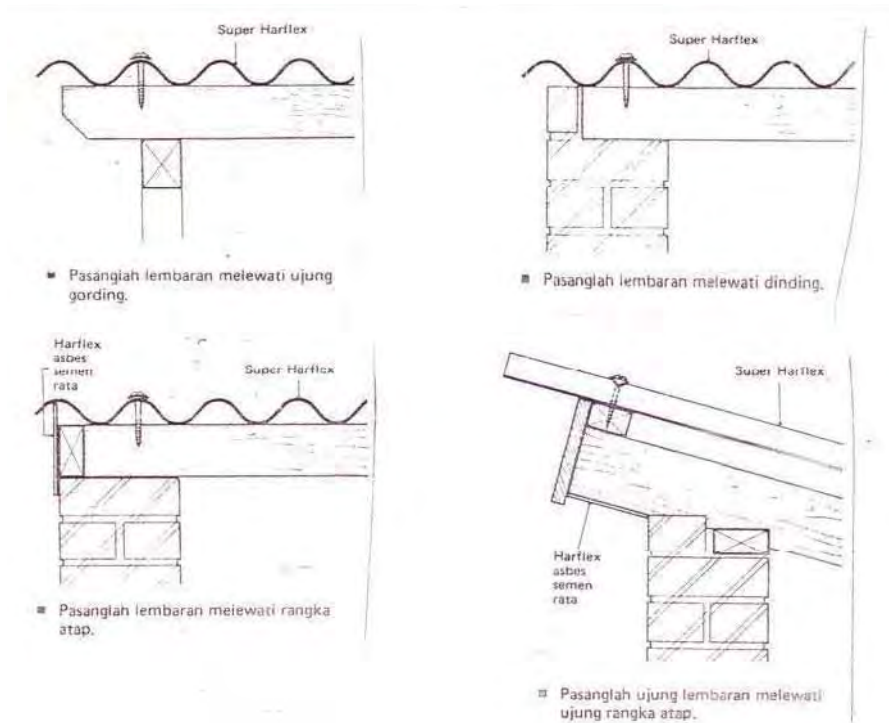 Super Harflex
■ Pasanglah lembaran melewati ujung
gording.
Super Harflex
■ Pasanglah lembaran melewati dinding.
Harflex
asbes
semen
rata
Super Harflex
■ Pasanglah lembaran melewati rangka
atap.
Super Harflex
Harflex
asbes
semen
rata
■ Pasanglah ujung lembaran melewati
ujung rangka atap.